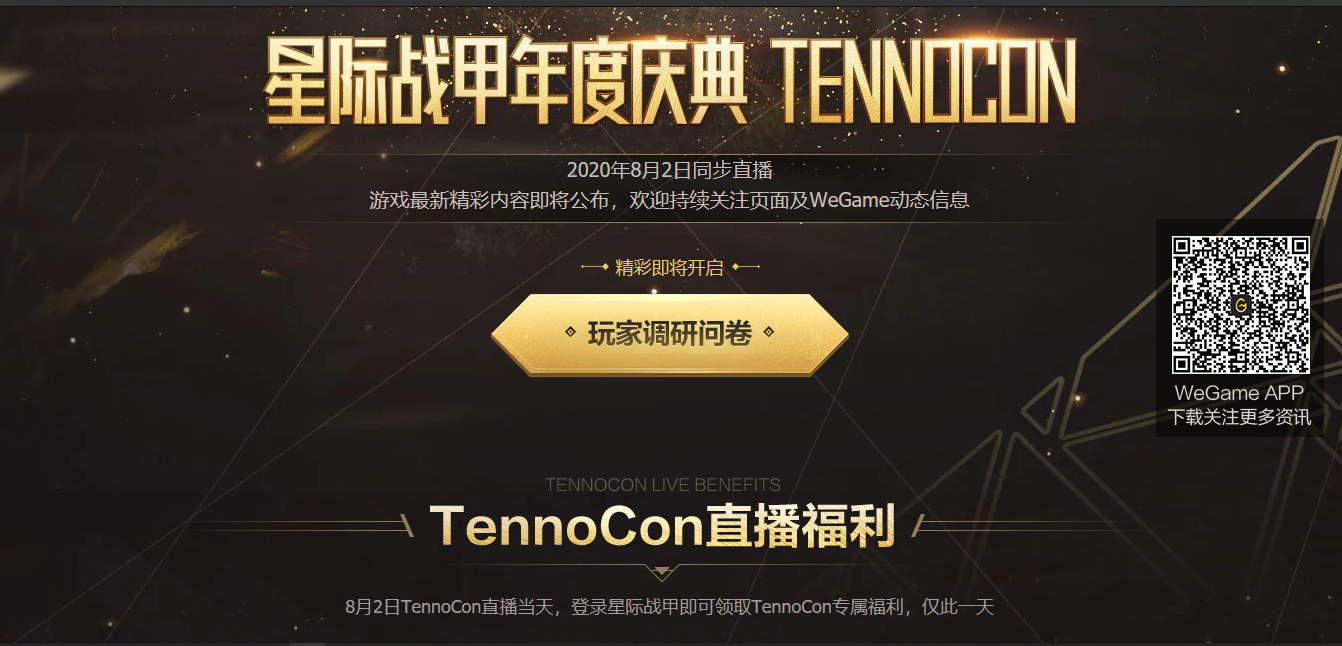 星际战甲年度庆典 TENNOCON
2020年8月2日同步直播
游戏最新精彩内容即将公布，欢迎持续关注页面及WeGame动态信息
精彩即将开启
玩家调研问卷
WeGame APP
下载关注更多资讯
TENNOCON LIVE BENEFITS
TennoCon直播福利
8月2日TennoCon直播当天，登录星际战甲即可领取TennoCon专属福利，仅此一天